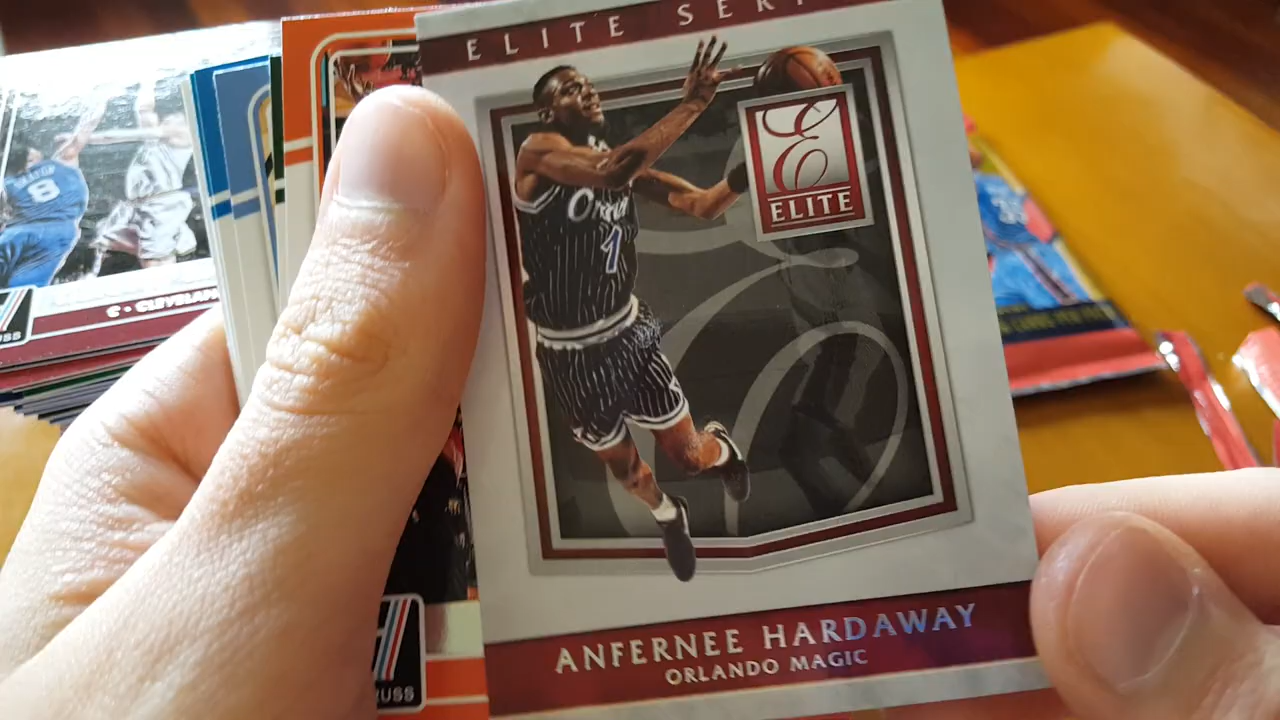 ELITE SER
E
ELITE
Orlando
1
ANFERNEE HARDAWAY
ORLANDO MAGIC
8
C • CLEVELAN
USS
USS